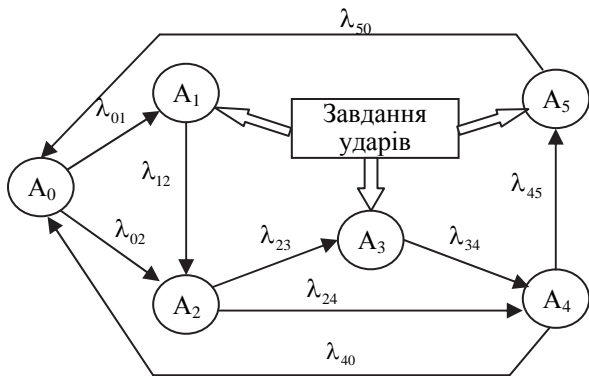 λ₅₀
A₁
A₅
Завдання
ударів
λ₀₁
A₀
λ₁₂
λ₄₅
λ₀₂
λ₂₃
A₃
λ₃₄
A₂
λ₂₄
A₄
λ₄₀